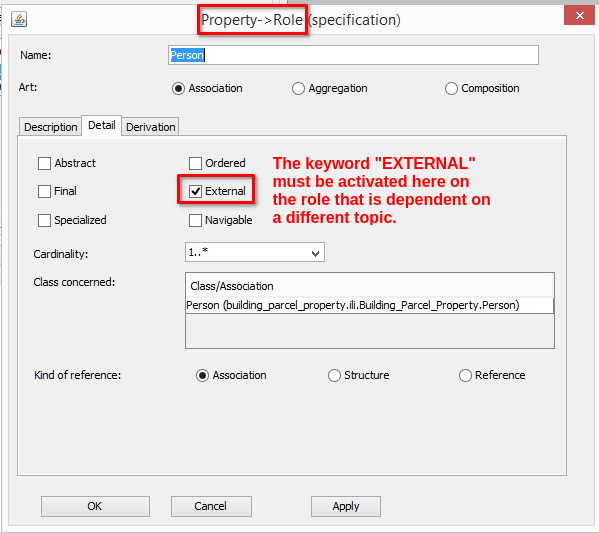 Property->Role (specification)
Name:
Person
Art:
Association
Aggregation
Composition
Description
Detail
Derivation
Abstract
Ordered
Final
External
Specialized
Navigable
The keyword "EXTERNAL"
must be activated here on
the role that is dependent on
a different topic.
Cardinality:
1..*
Class concerned:
Class/Association
Person (building_parcel_property.ili.Building_Parcel_Property.Person)
Kind of reference:
Association
Structure
Reference
OK
Cancel
Apply